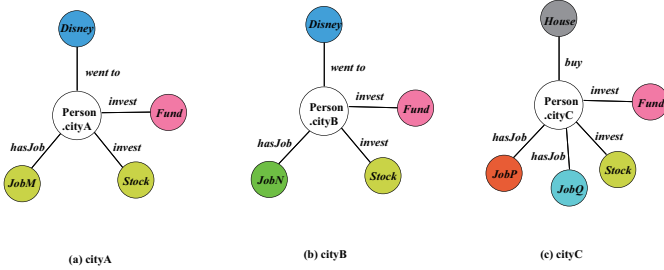 Disney
went to
Person
.cityA
invest
Fund
hasJob
invest
JobM
Stock
(a) cityA
Disney
went to
Person
.cityB
invest
Fund
hasJob
invest
JobN
Stock
(b) cityB
House
buy
Person
.cityC
invest
Fund
hasJob
hasJob
invest
JobP
JobQ
Stock
(c) cityC